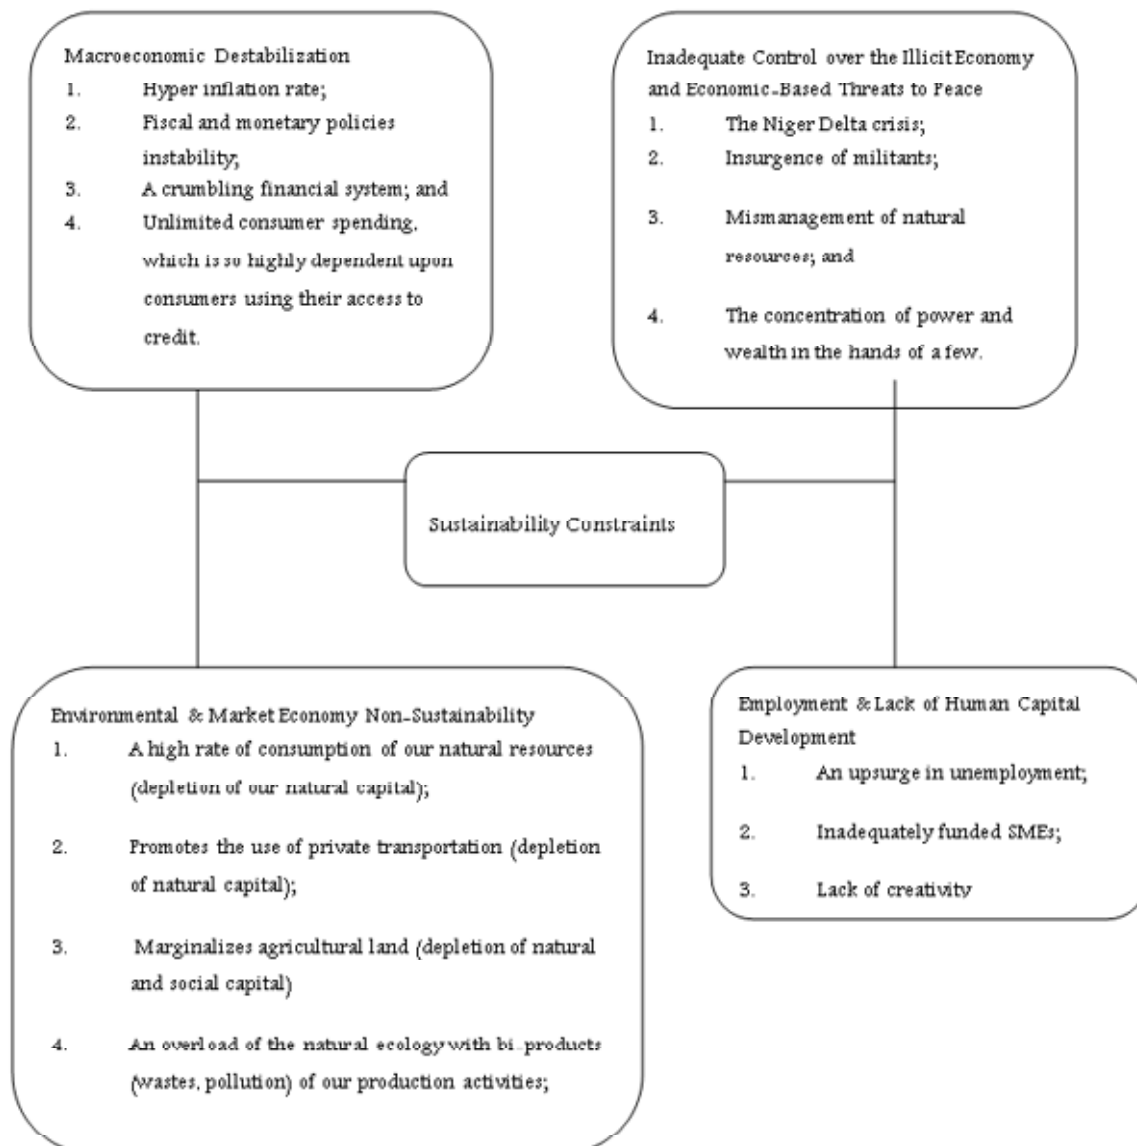 Macroeconomic Destabilization
1. Hyper inflation rate;
2. Fiscal and monetary policies
instability;
3. A crumbling financial system; and
4. Unlimited consumer spending,
which is so highly dependent upon
consumers using their access to
credit.
Inadequate Control over the Illicit Economy
and Economic-Based Threats to Peace
1. The Niger Delta crisis;
2. Insurgence of militants;
3. Mismanagement of natural
resources; and
4. The concentration of power and
wealth in the hands of a few.
Sustainability Constraints
Environmental & Market Economy Non-Sustainability
1. A high rate of consumption of our natural resources
(depletion of our natural capital);
2. Promotes the use of private transportation (depletion
of natural capital);
3. Marginalizes agricultural land (depletion of natural
and social capital)
4. An overload of the natural ecology with bi-products
(wastes, pollution) of our production activities;
Employment & Lack of Human Capital
Development
1. An upsurge in unemployment;
2. Inadequately funded SMEs;
3. Lack of creativity